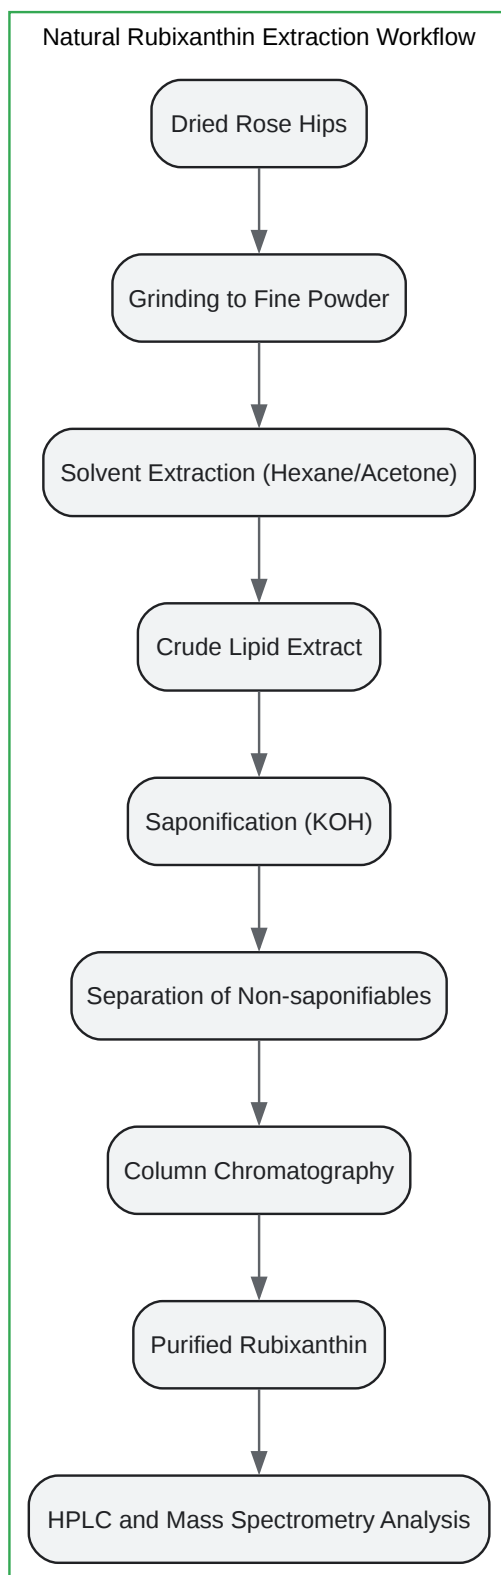 Natural Rubixanthin Extraction Workflow
Dried Rose Hips
Grinding to Fine Powder
Solvent Extraction (Hexane/Acetone)
Crude Lipid Extract
Saponification (KOH)
Separation of Non-saponifiables
Column Chromatography
Purified Rubixanthin
HPLC and Mass Spectrometry Analysis